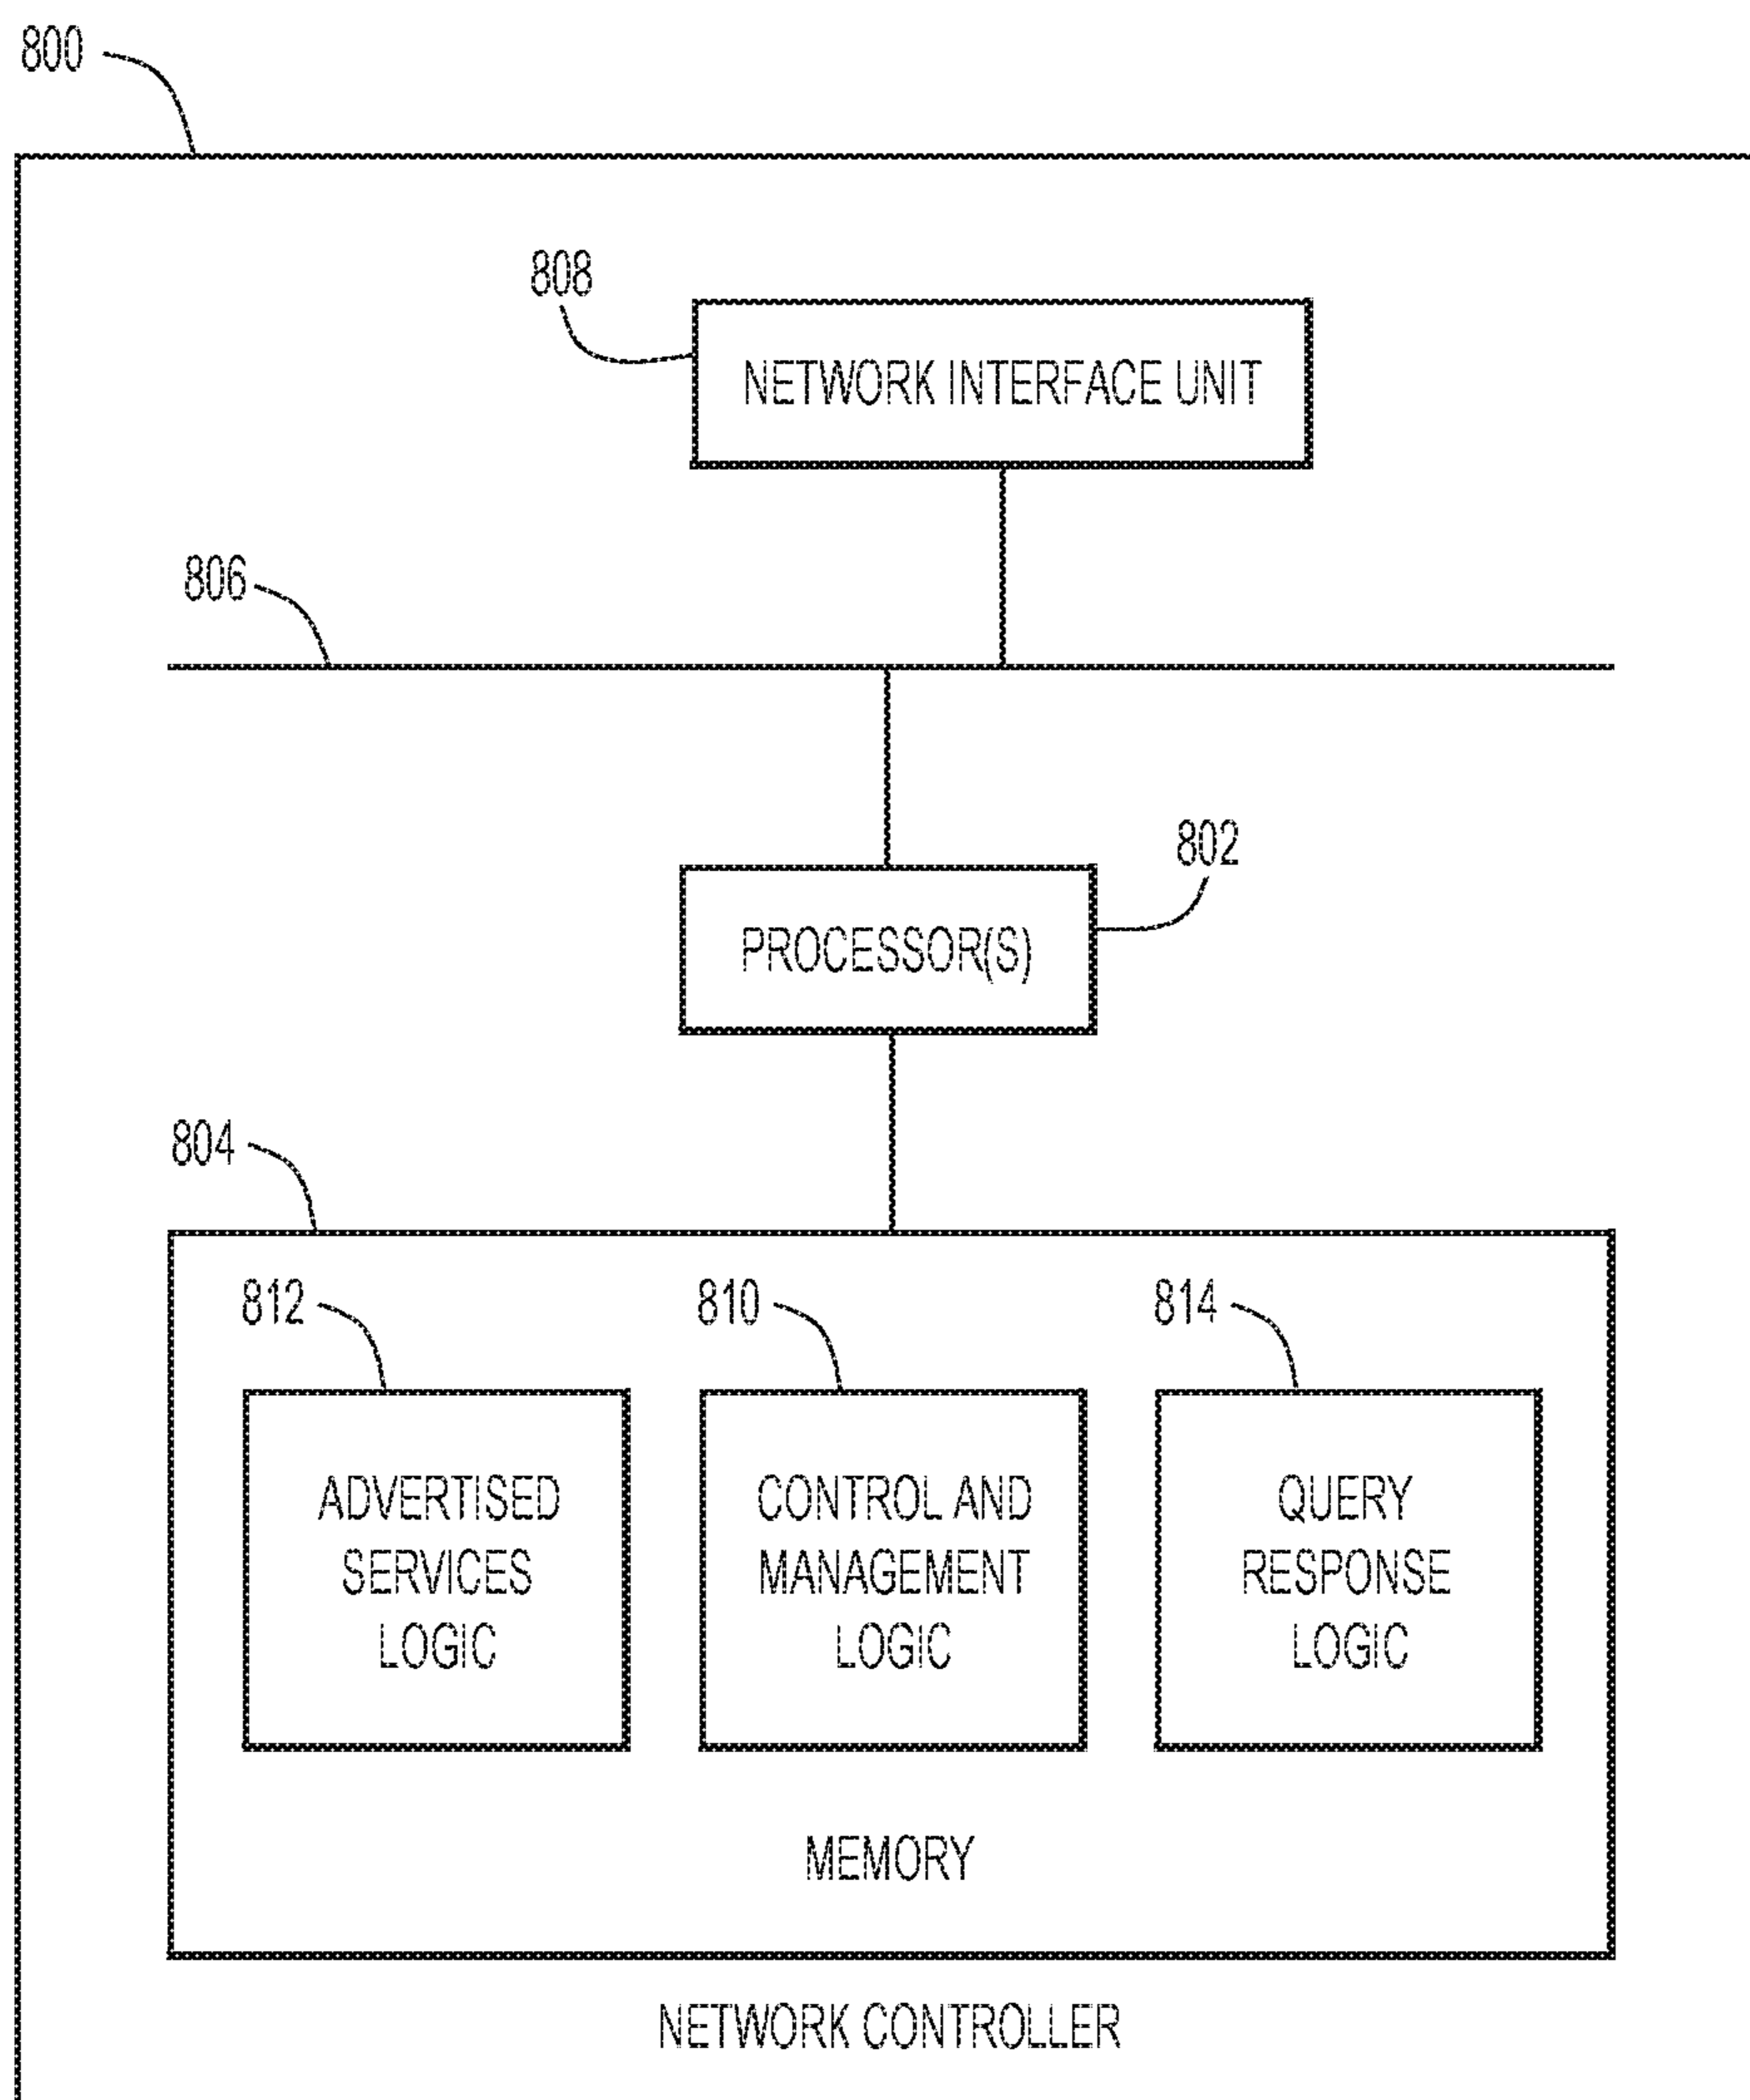 800
808
NETWORK INTERFACE UNIT
806
802
PROCESSOR(S)
804
812
810
814
ADVERTISED
SERVICES
LOGIC
CONTROL AND
MANAGEMENT
LOGIC
QUERY
RESPONSE
LOGIC
MEMORY
NETWORK CONTROLLER